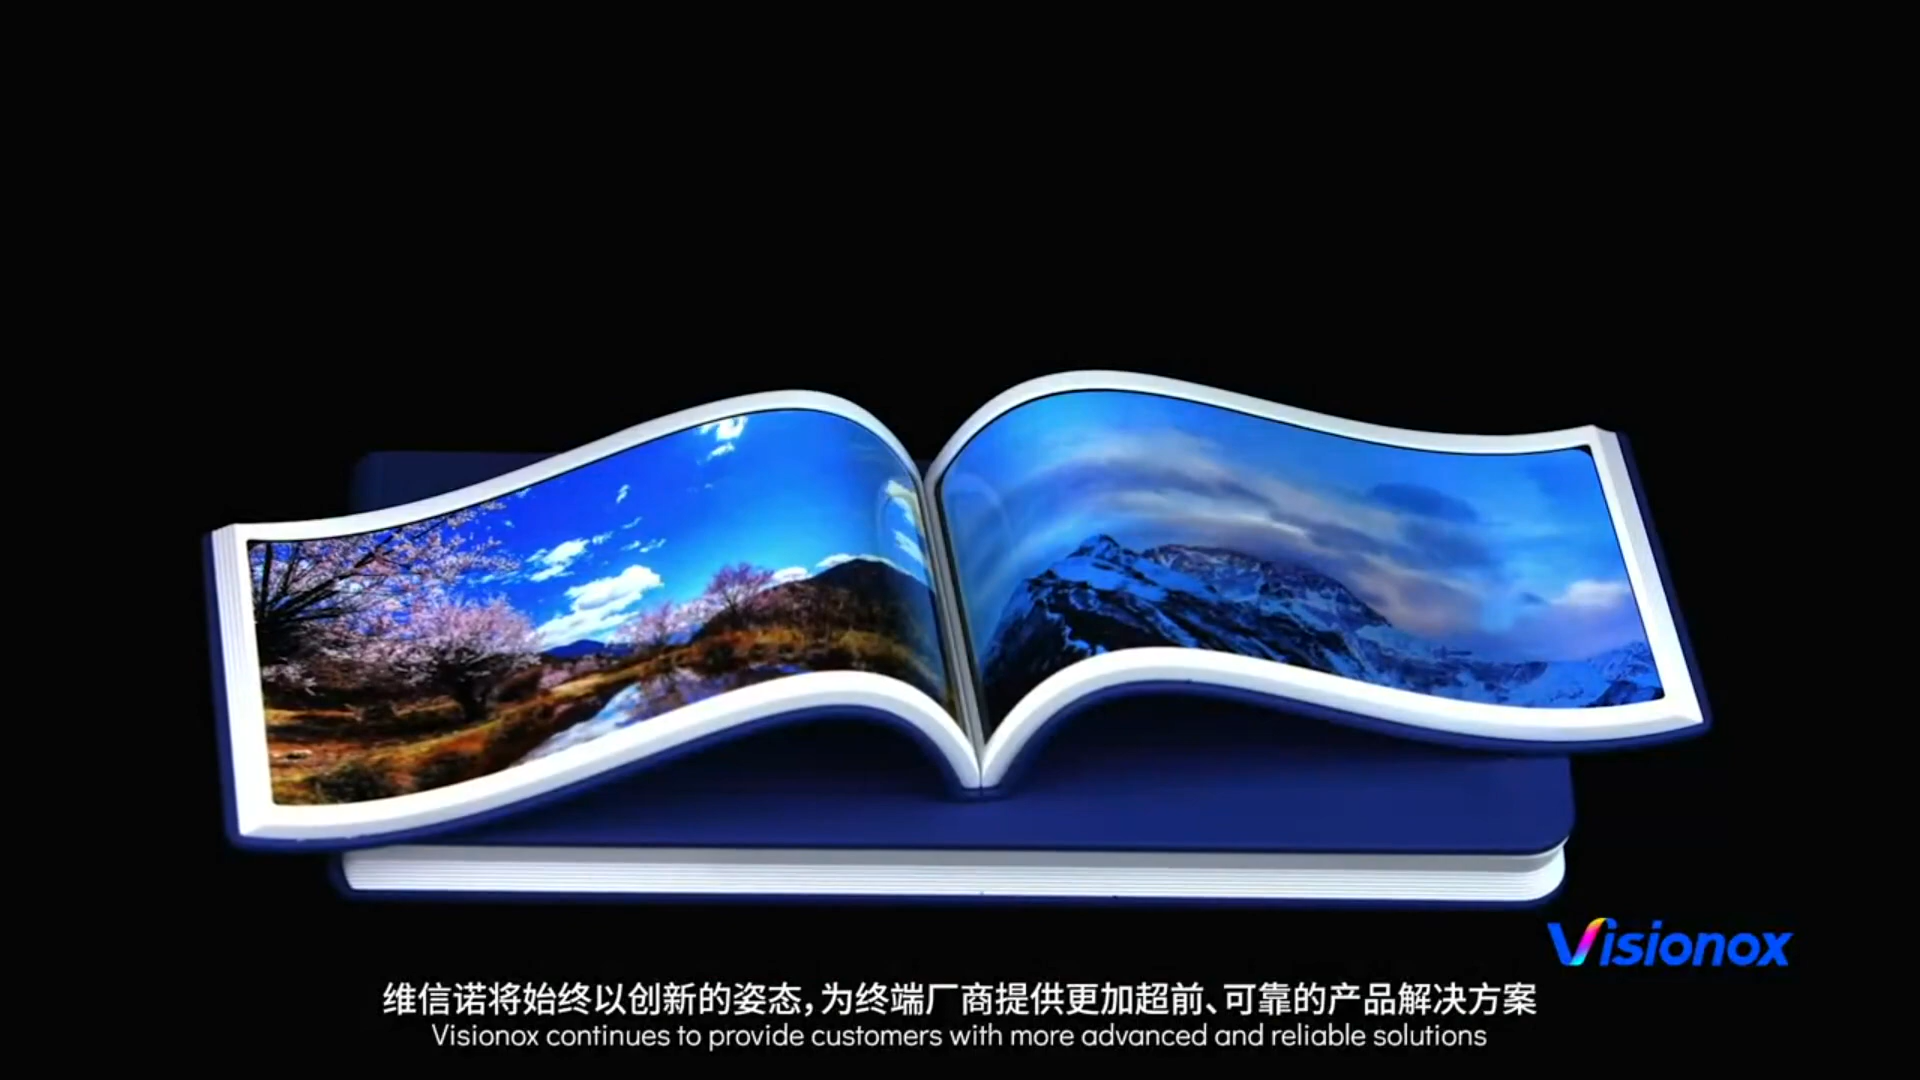 Visionox
维信诺将始终以创新的姿态，为终端厂商提供更加超前、可靠的产品解决方案
Visionox continues to provide customers with more advanced and reliable solutions